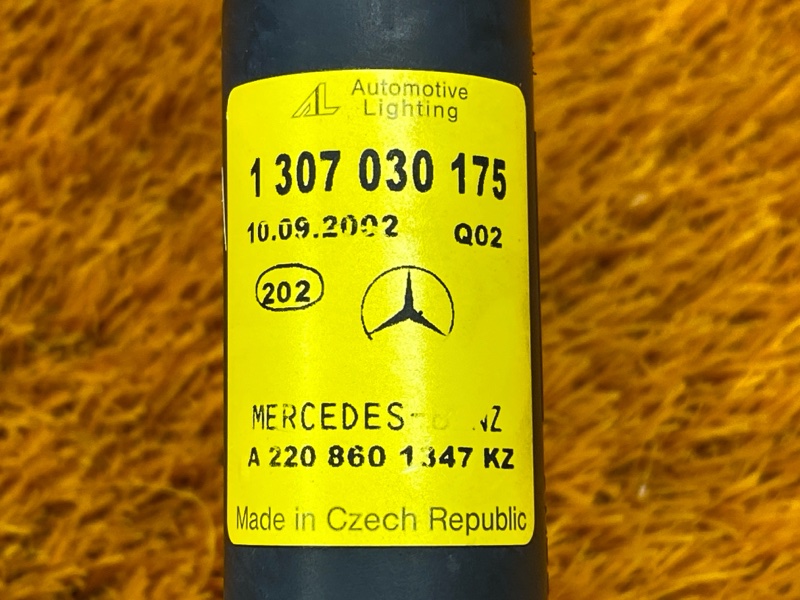 AL Automotive
Lighting
1 307 030 175
10.09.2002 Q02
202
MERCEDES-
A 220 860 1347 KZ
Made in Czech Republic